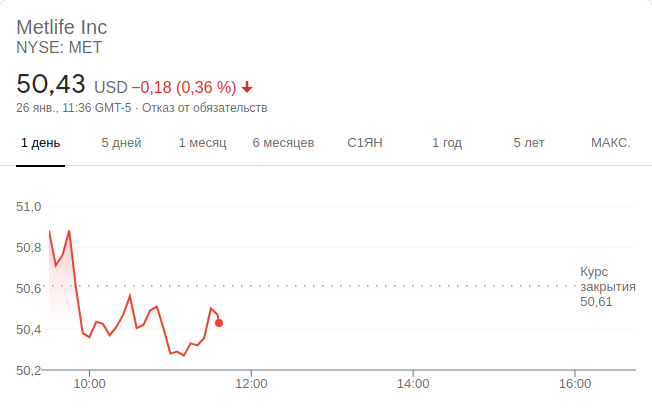 Metlife Inc
NYSE: MET
50,43 USD −0,18 (0,36 %)
26 янв., 11:36 GMT-5 · Отказ от обязательств
1 день 5 дней 1 месяц 6 месяцев С1ЯН 1 год 5 лет МАКС.
51,0
50,8
50,6
50,4
50,2
Курс
закрытия
50,61
10:00 12:00 14:00 16:00